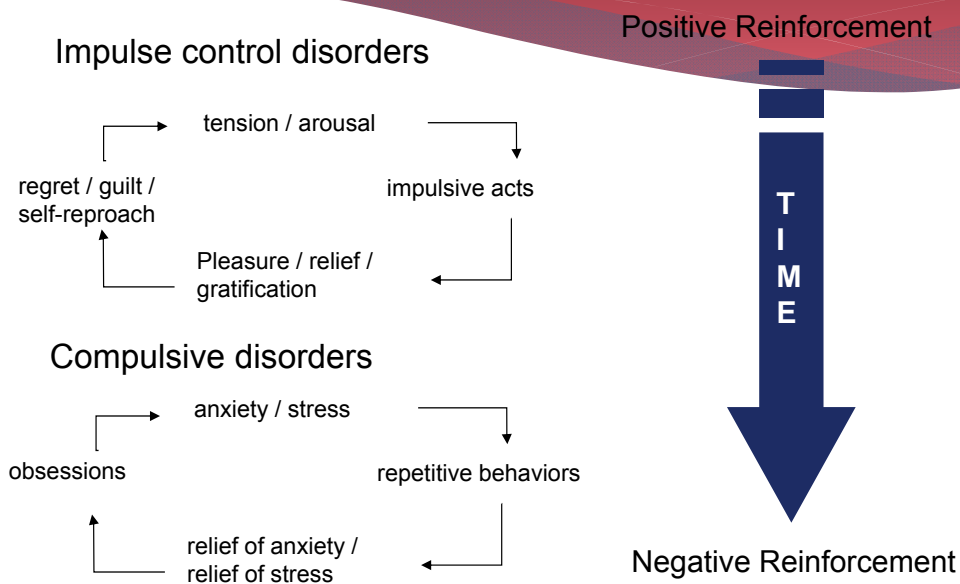 Positive Reinforcement
Impulse control disorders
tension / arousal
regret / guilt /
self-reproach
impulsive acts
Pleasure / relief /
gratification
T
I
M
E
Compulsive disorders
anxiety / stress
obsessions
repetitive behaviors
relief of anxiety /
relief of stress
Negative Reinforcement